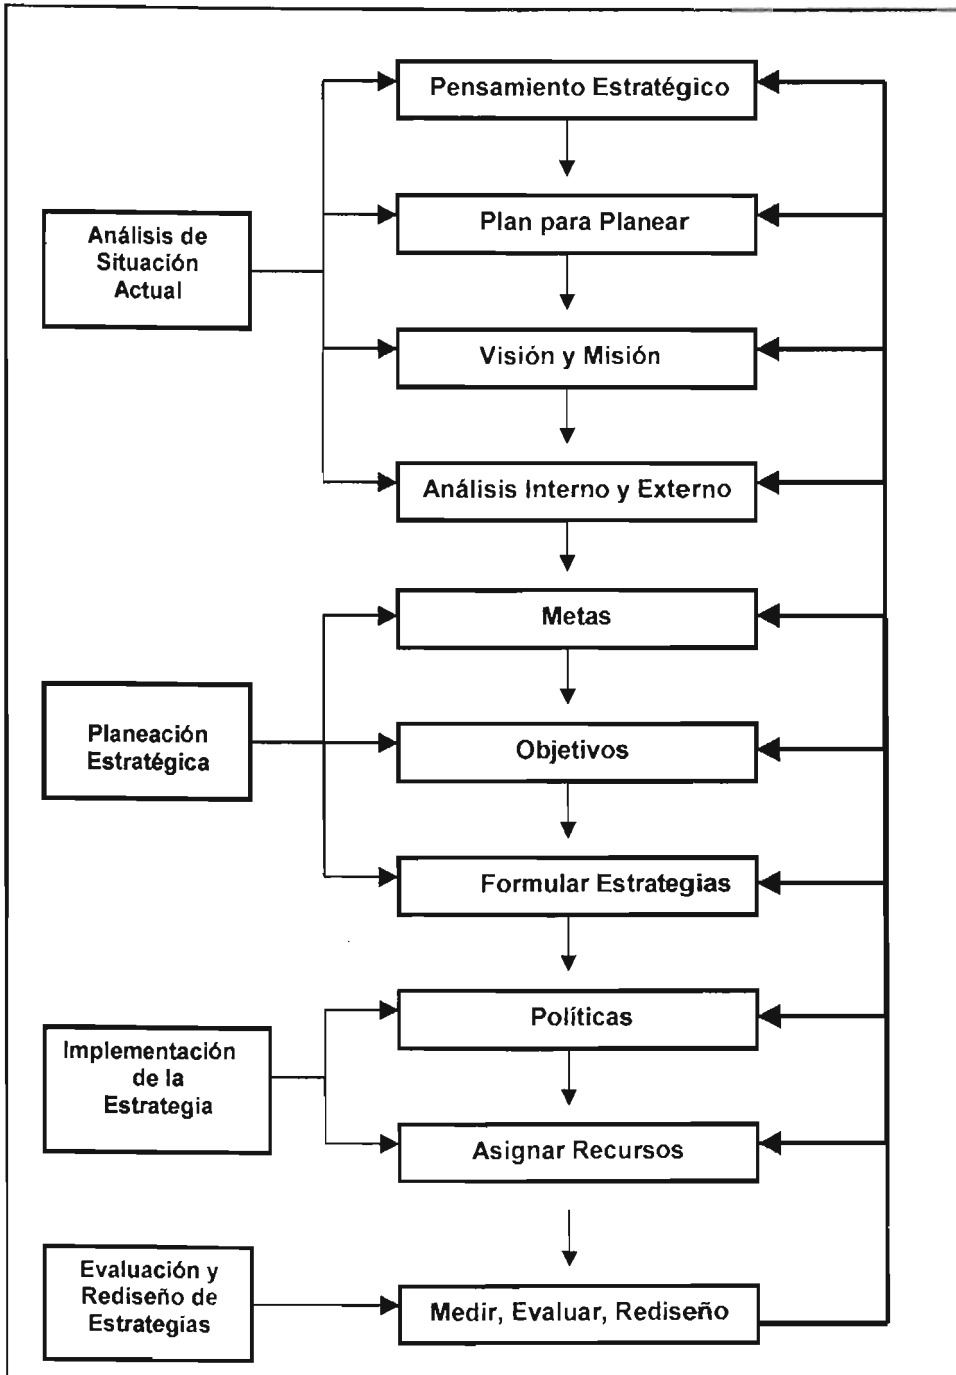 Pensamiento Estratégico
Plan para Planear
Análisis de
Situación
Actual
Visión y Misión
Análisis Interno y Externo
Metas
Planeación
Estratégica
Objetivos
Formular Estrategias
Políticas
Implementación
de la
Estrategia
Asignar Recursos
Evaluación y
Rediseño de
Estrategias
Medir, Evaluar, Rediseño